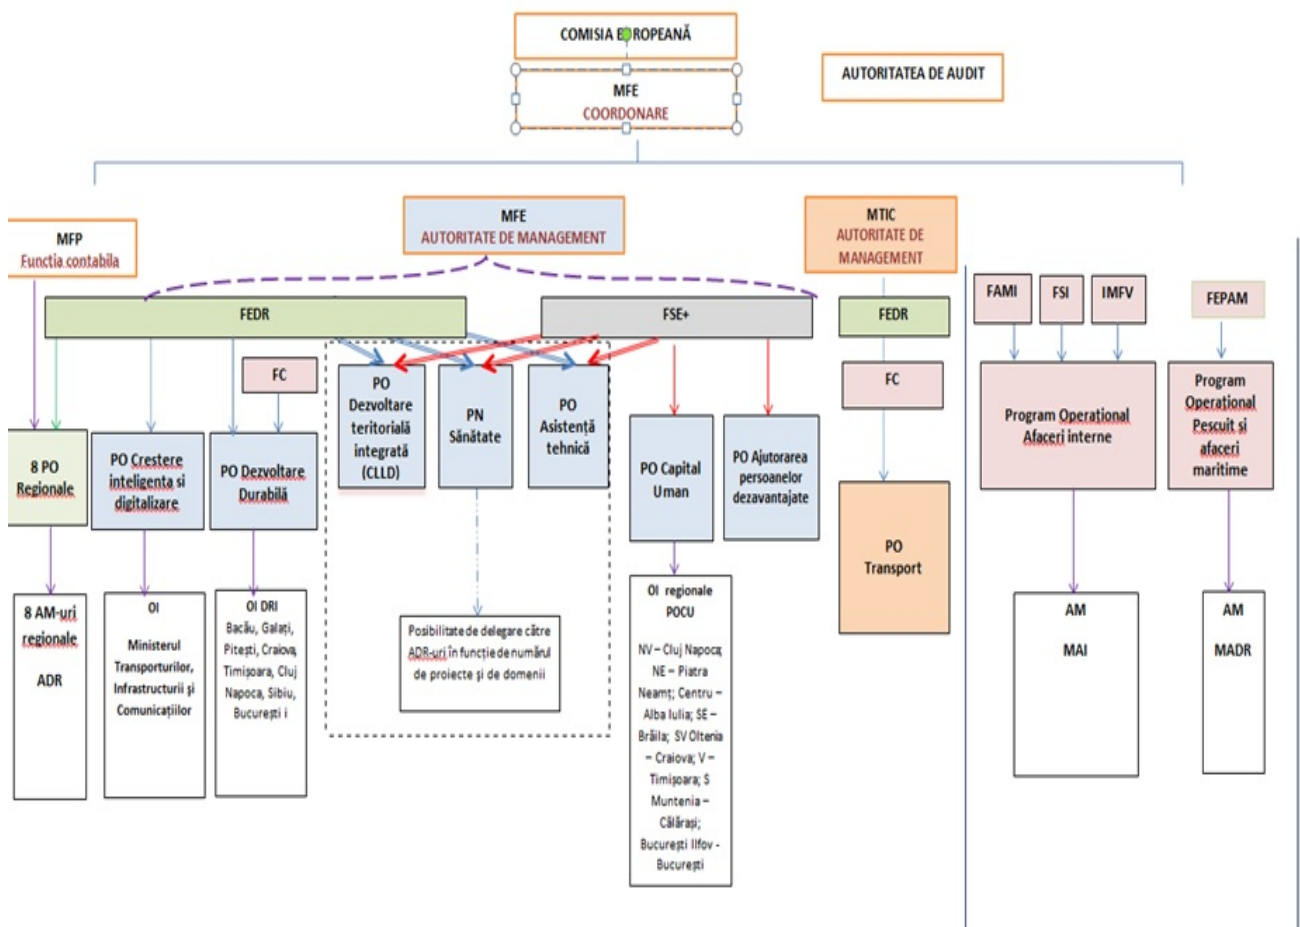 COMISIA EUROPEANĂ
MFE
COORDONARE
AUTORITATEA DE AUDIT
MFP
Functia contabila
MFE
AUTORITATE DE MANAGEMENT
MTIC
AUTORITATE DE
MANAGEMENT
FEDR
FSE+
FEDR
FAMI
FSI
IMFV
FEPAM
FC
FC
8 PO
Regionale
PO Crestere
inteligenta si
digitalizare
PO Dezvoltare
Durabilă
PO
Dezvoltare
teritorială
integrată
(CLLD)
PN
Sănătate
PO
Asistență
tehnică
PO Capital
Uman
PO Ajutorarea
persoanelor
dezavantajate
PO
Transport
Program Operațional
Afaceri interne
Program
Operațional
Pescuit si
afaceri
maritime
8 AM-uri
regionale
ADR
OI
Ministerul
Transporturilor,
Infrastructurii și
Comunicațiilor
OI DRI
Bacău, Galați,
Pitești, Craiova,
Timișoara, Cluj
Napoca, Sibiu,
București i
Posibilitate de delegare către
ADR-uri în funcție de numărul
de proiecte și de domenii
OI regionale
POCU
NV – Cluj Napoca;
NE – Piatra
Neamț; Centru –
Alba Iulia; SE –
Brăila; SV Oltenia
– Craiova; V –
Timișoara; S
Muntenia –
Călărași;
București Ilfov -
București
AM
MAI
AM
MADR